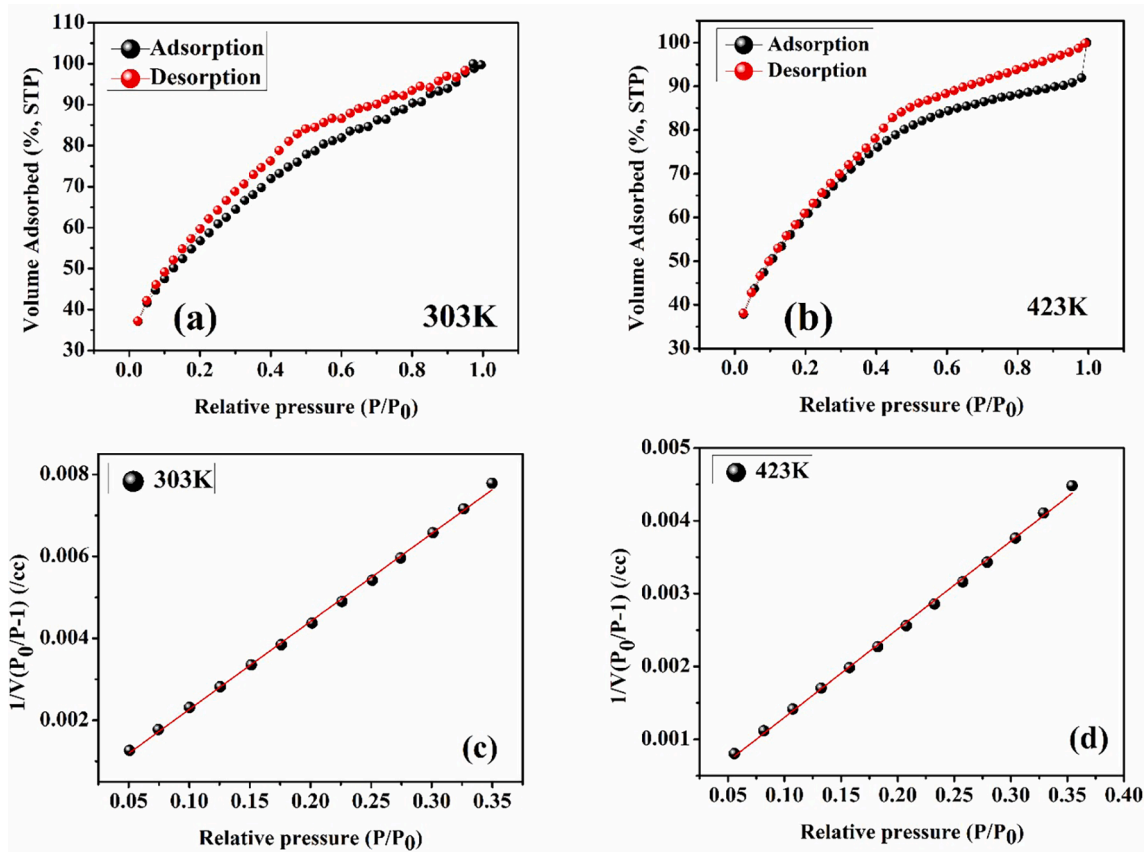 Adsorption
Desorption
Volume Adsorbed (%, STP)
110
100
90
80
70
60
50
40
30
(a)
303K
0.0 0.2 0.4 0.6 0.8 1.0
Relative pressure (P/P0)
Adsorption
Desorption
Volume Adsorbed (%, STP)
110
100
90
80
70
60
50
40
30
(b)
423K
0.0 0.2 0.4 0.6 0.8 1.0
Relative pressure (P/P0)
303K
1/V(P0/P-1) (/cc)
0.008
0.006
0.004
0.002
(c)
0.05 0.10 0.15 0.20 0.25 0.30 0.35
Relative pressure (P/P0)
423K
1/V(P0/P-1) (/cc)
0.005
0.004
0.003
0.002
0.001
(d)
0.05 0.10 0.15 0.20 0.25 0.30 0.35 0.40
Relative pressure (P/P0)